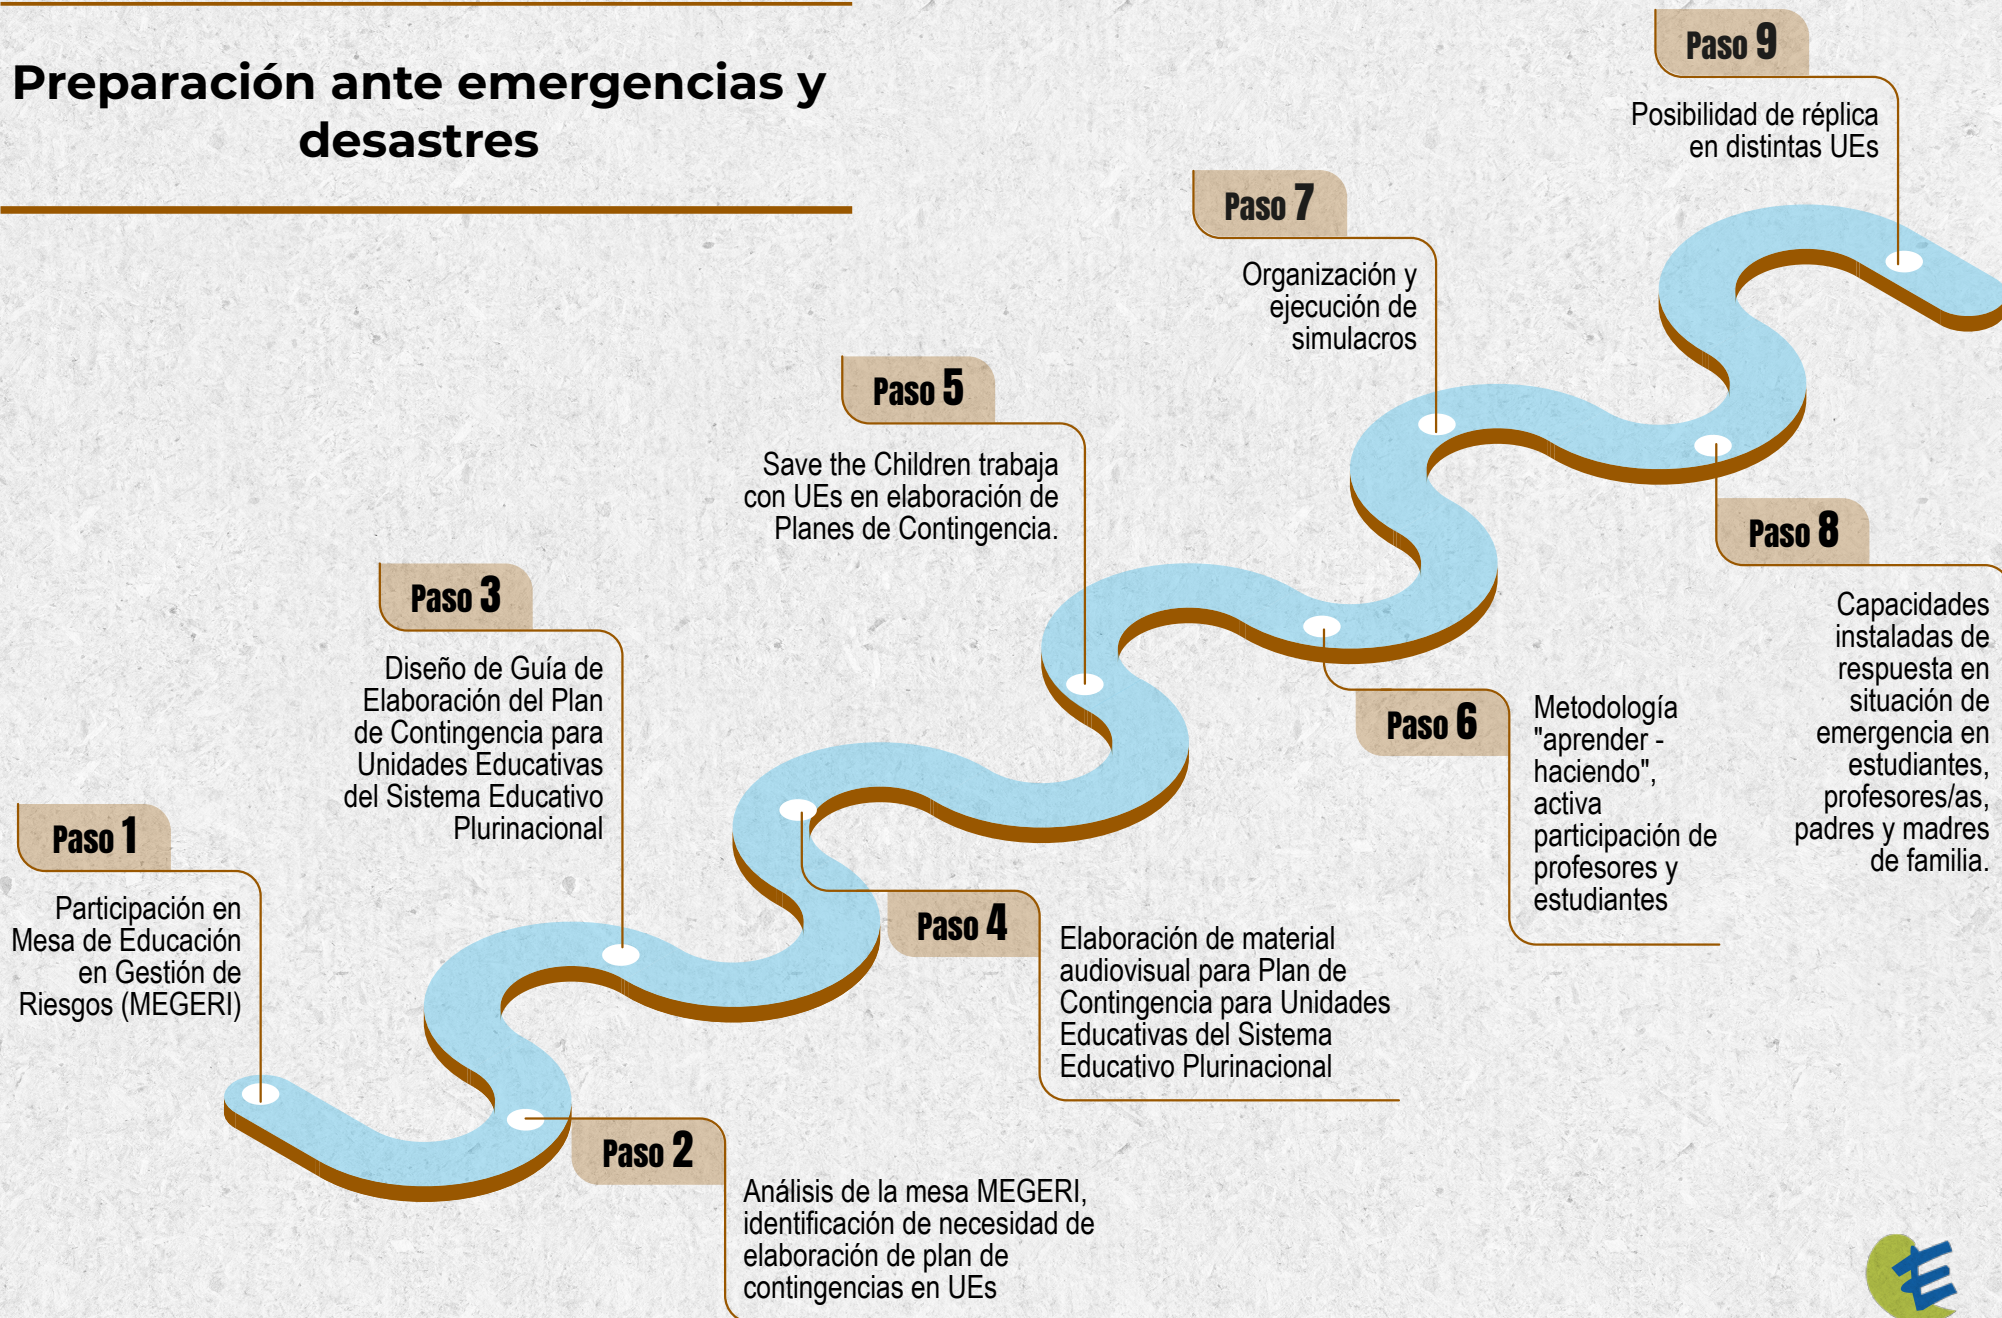 Preparación ante emergencias y
desastres
Paso 1
Participación en
Mesa de Educación
en Gestión de
Riesgos (MEGERI)
Paso 2
Análisis de la mesa MEGERI,
identificación de necesidad de
elaboración de plan de
contingencias en UEs
Paso 3
Diseño de Guía de
Elaboración del Plan
de Contingencia para
Unidades Educativas
del Sistema Educativo
Plurinacional
Paso 4
Elaboración de material
audiovisual para Plan de
Contingencia para Unidades
Educativas del Sistema
Educativo Plurinacional
Paso 5
Save the Children trabaja
con UEs en elaboración de
Planes de Contingencia.
Paso 6
Metodología
"aprender -
haciendo",
activa
participación de
profesores y
estudiantes
Paso 7
Organización y
ejecución de
simulacros
Paso 8
Capacidades
instaladas de
respuesta en
situación de
emergencia en
estudiantes,
profesores/as,
padres y madres
de familia.
Paso 9
Posibilidad de réplica
en distintas UEs